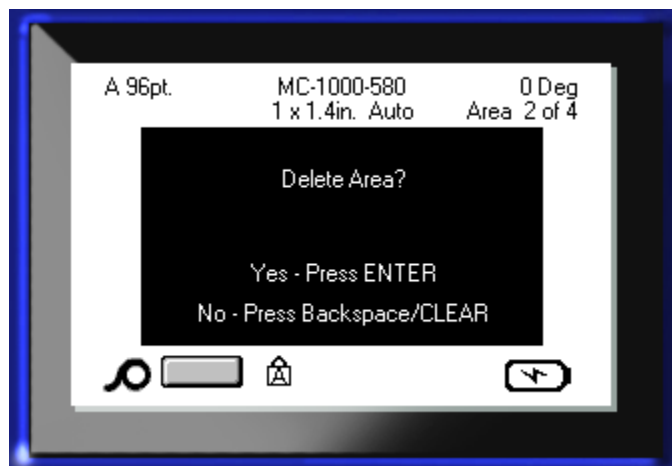 A 96pt. MC-1000-580 0 Deg
1 x 1.4in. Auto Area 2 of 4
Delete Area?
Yes - Press ENTER
No - Press Backspace/CLEAR
A